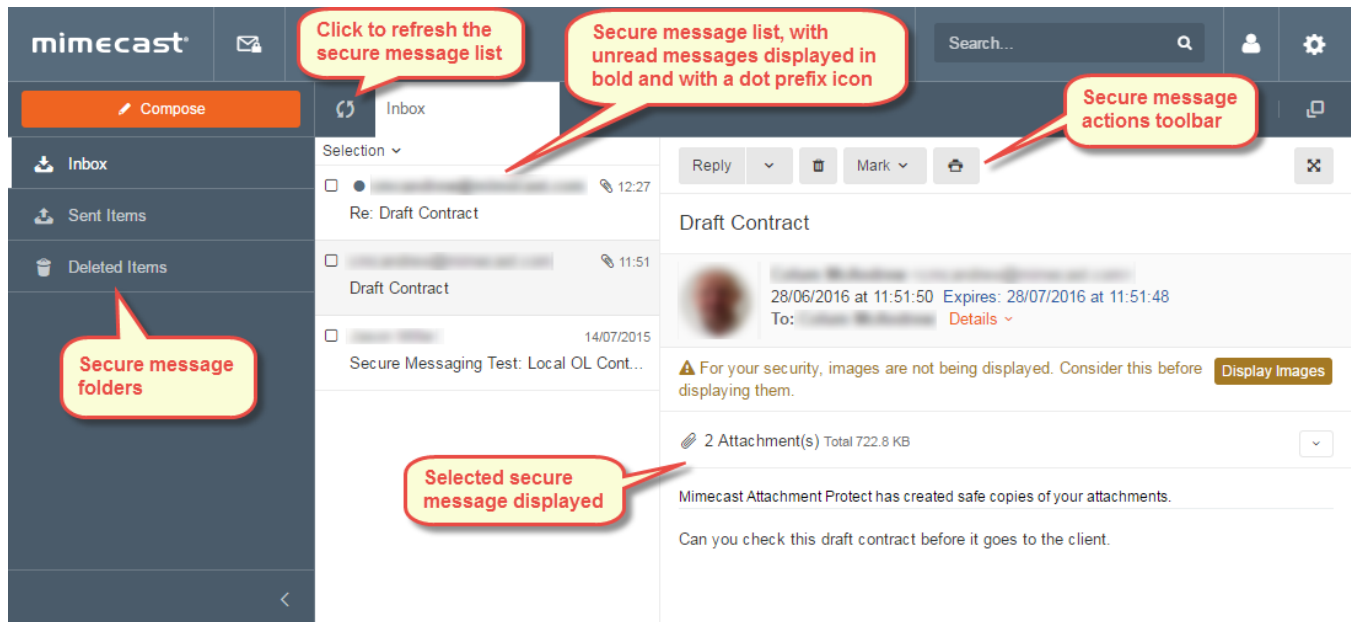 mimecast
Click to refresh the
secure message list
Secure message list, with
unread messages displayed in
bold and with a dot prefix icon
Search...
Compose
Inbox
Secure message
actions toolbar
Inbox
Sent Items
Deleted Items
Secure message
folders
Selection
12:27
Re: Draft Contract
11:51
Draft Contract
14/07/2015
Secure Messaging Test: Local OL Cont...
Reply
Mark
Draft Contract
28/06/2016 at 11:51:50 Expires: 28/07/2016 at 11:51:48
To: Details
For your security, images are not being displayed. Consider this before
displaying them.
Display Images
2 Attachment(s) Total 722.8 KB
Selected secure
message displayed
Mimecast Attachment Protect has created safe copies of your attachments.
Can you check this draft contract before it goes to the client.